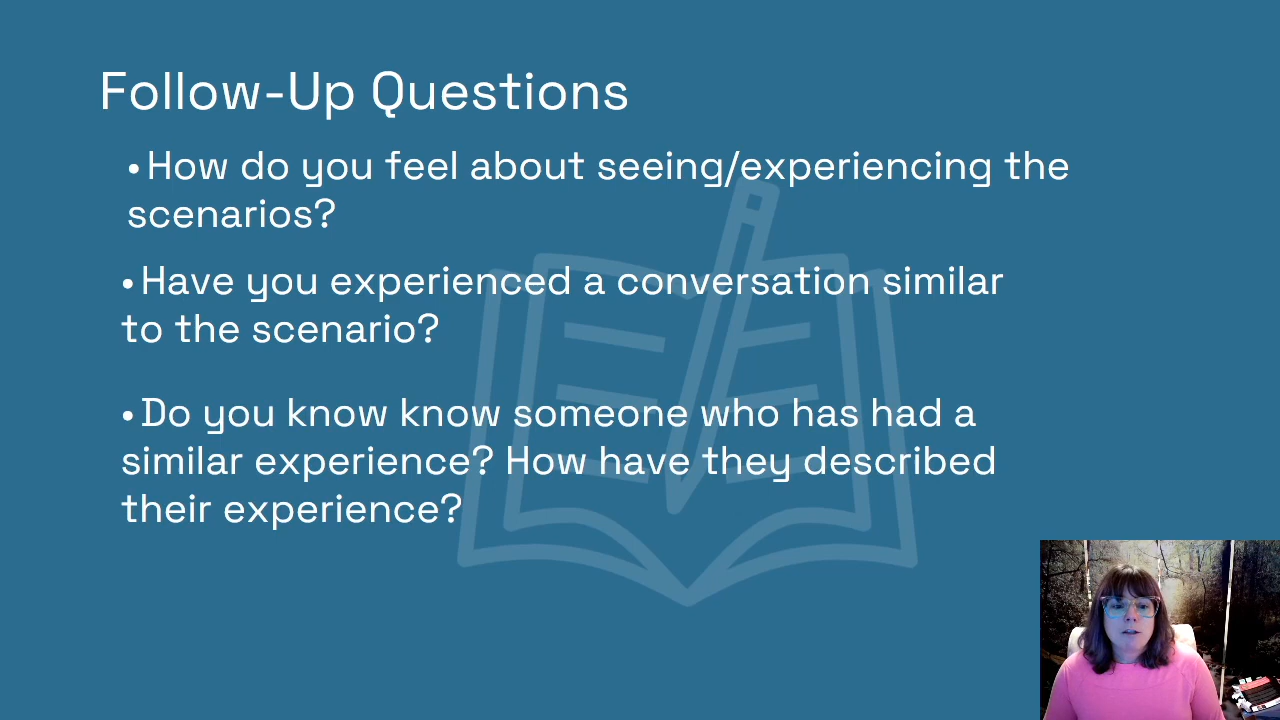 Follow-Up Questions
• How do you feel about seeing/experiencing the
scenarios?
• Have you experienced a conversation similar
to the scenario?
• Do you know know someone who has had a
similar experience? How have they described
their experience?